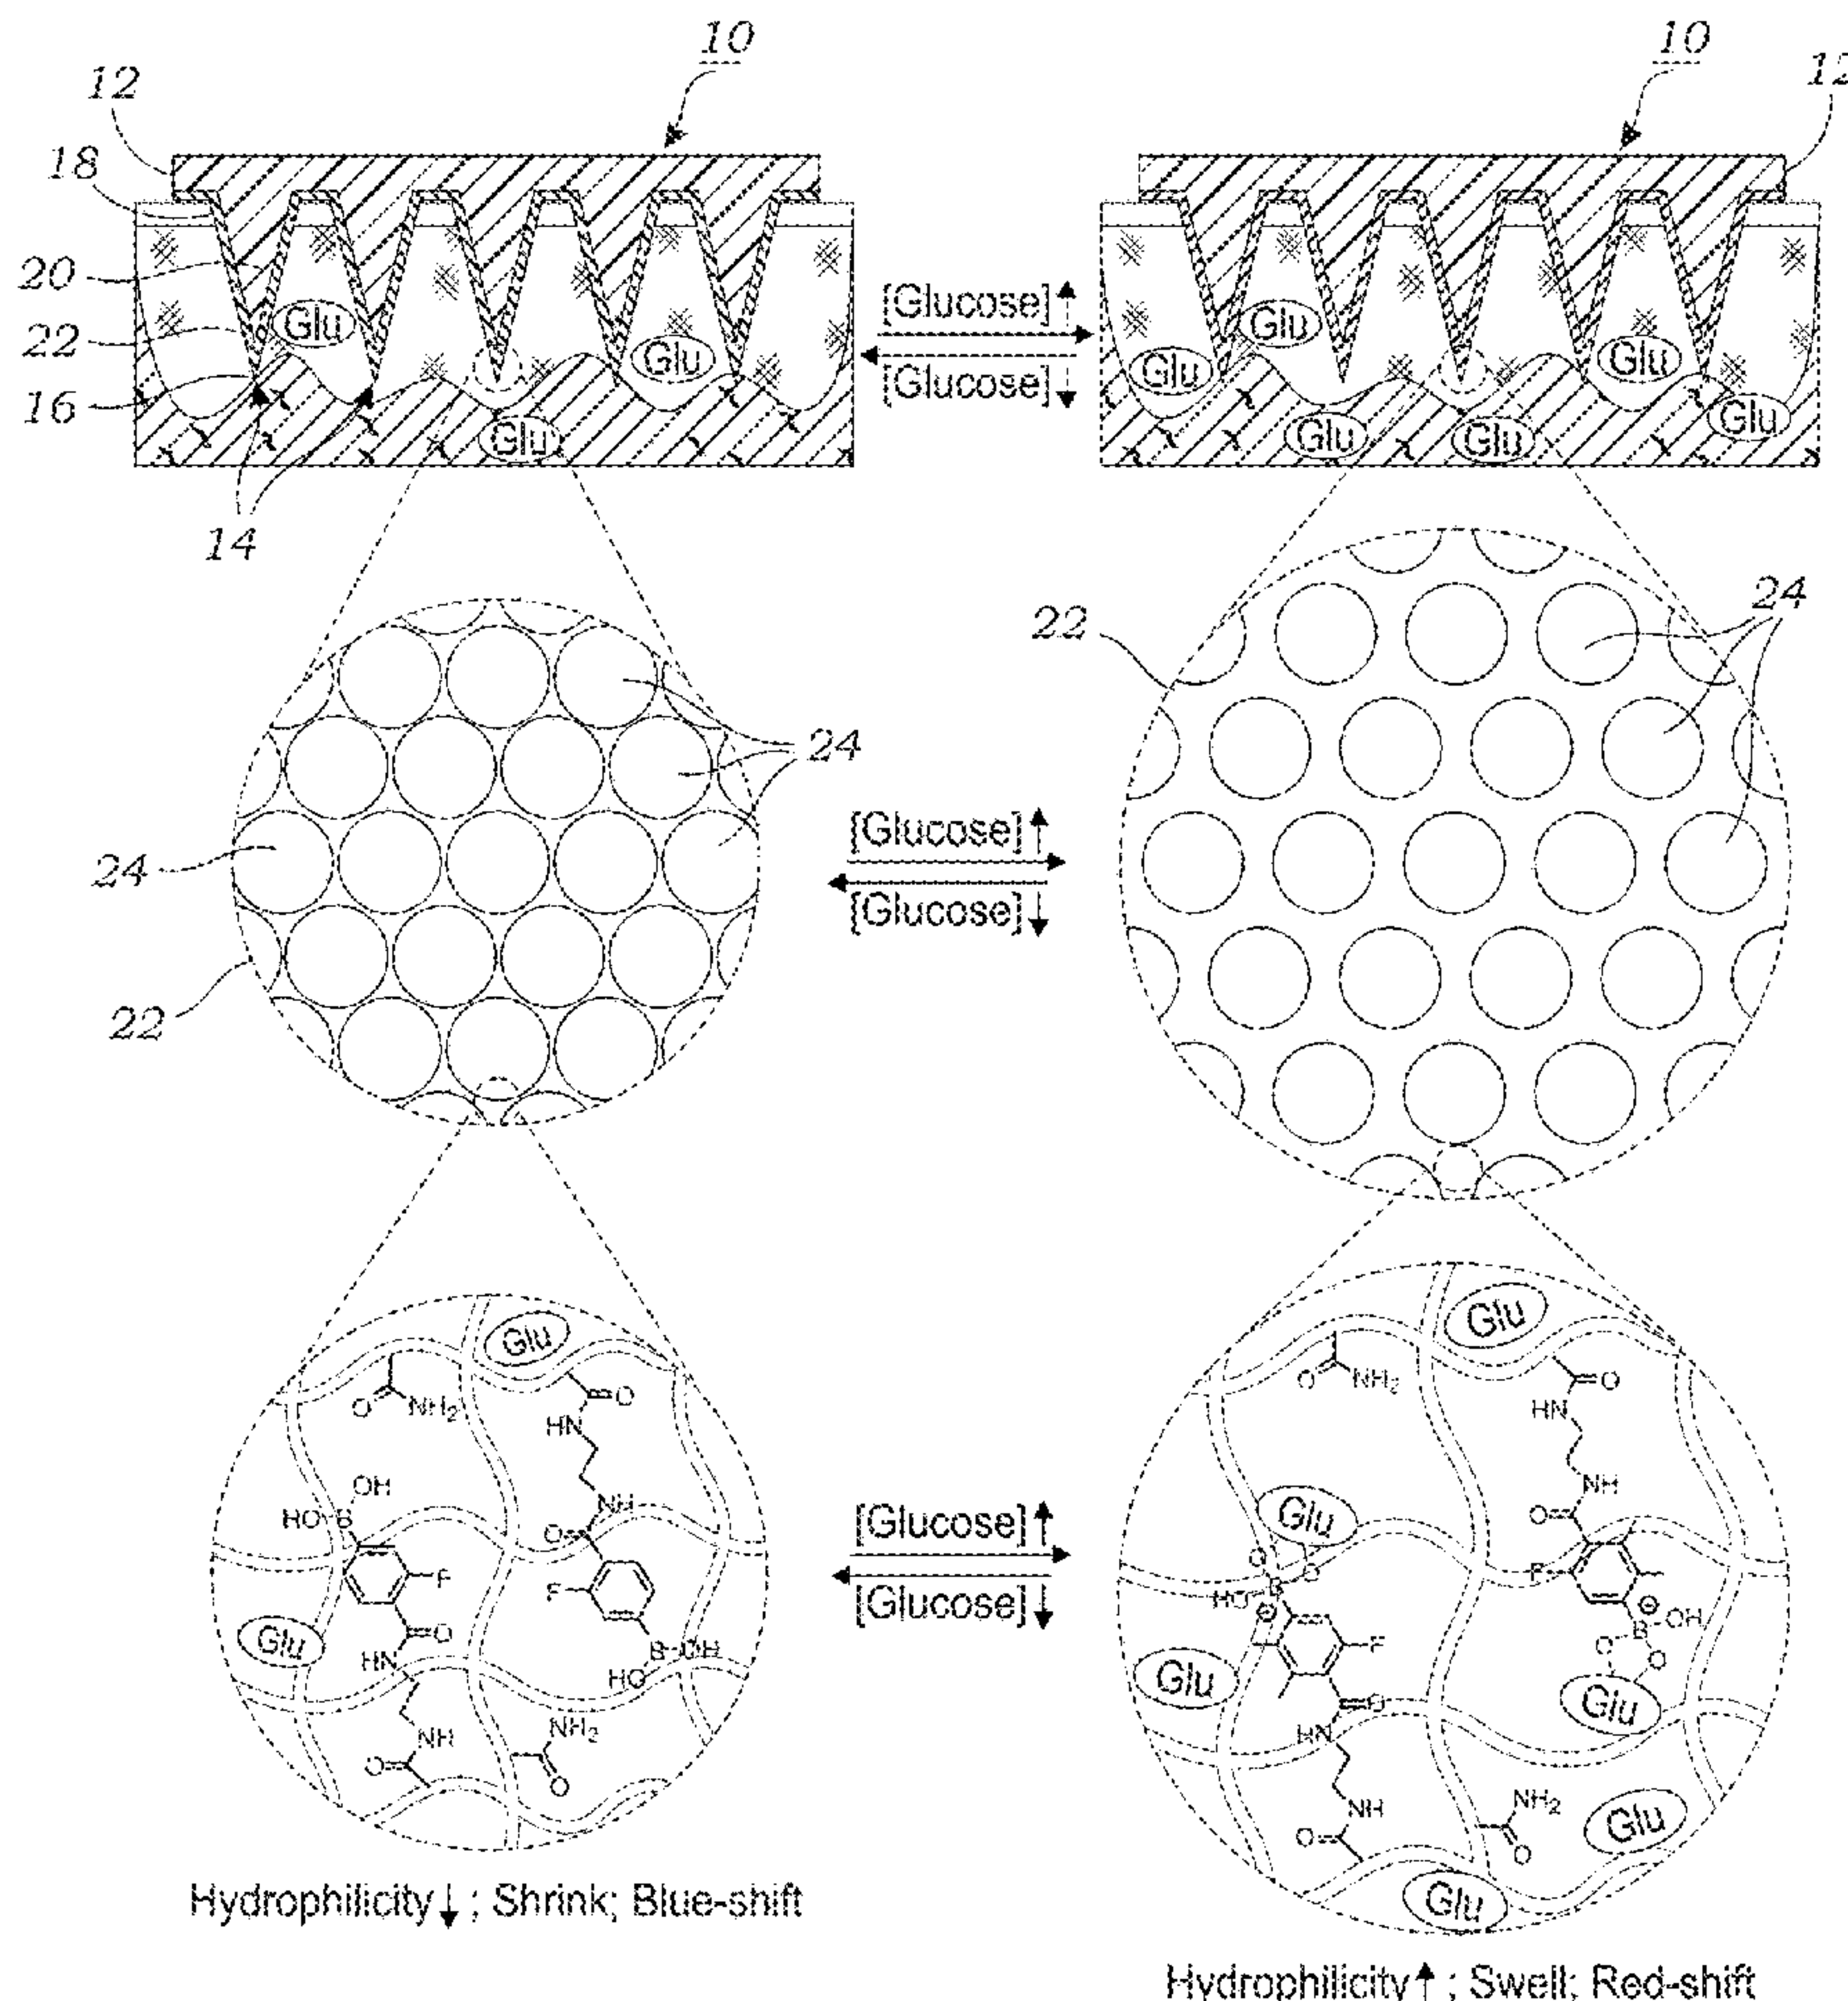 10
10
12
12
18
20
22
16
14
Glu
Glu
Glu
[Glucose]↑
[Glucose]↓
Glu
Glu
Glu
Glu
Glu
Glu
22
24
24
24
22
[Glucose]↑
[Glucose]↓
Glu
O
NH2
O
HN
OH
HO
B
NH
O
F
F
Glu
O
HN
B
OH
HO
NH
O
NH2
O
[Glucose]↑
[Glucose]↓
Glu
O
NH2
O
HN
NH
Glu
O
O
O
HO
B
⊖
F
F
⊖
OH
B
O
O
Glu
Glu
O
HN
NH
O
NH2
O
Glu
Glu
Hydrophilicity↓; Shrink; Blue-shift
Hydrophilicity↑; Swell; Red-shift